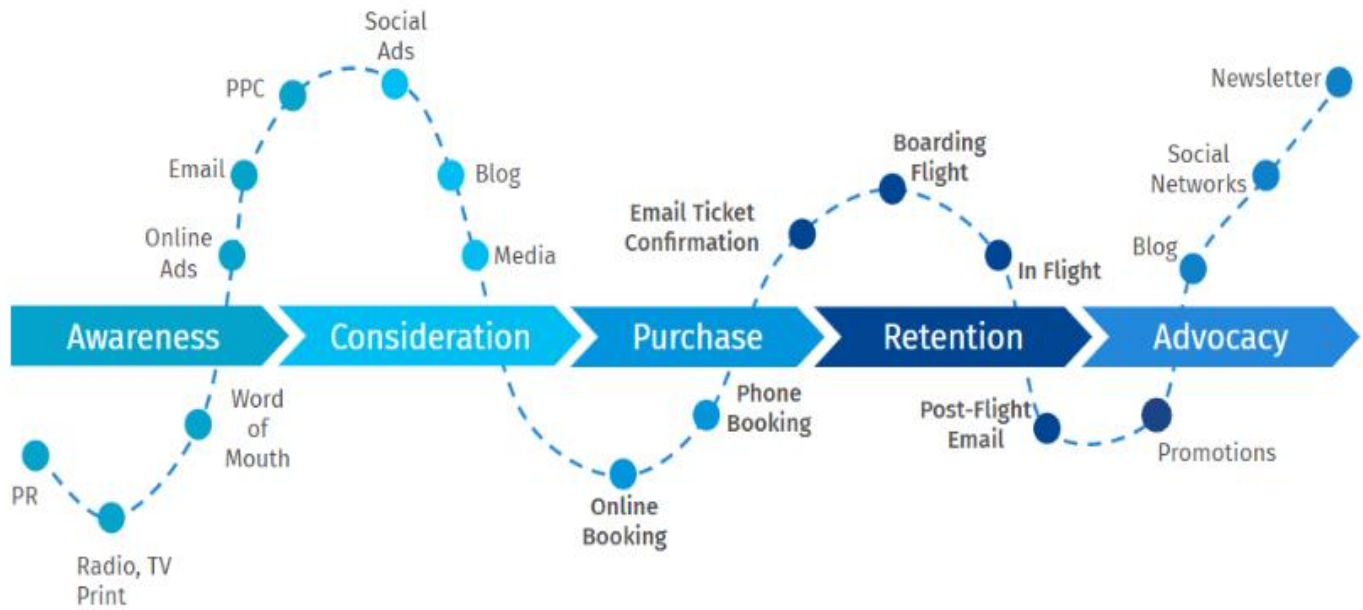 Social
Ads
PPC
Newsletter
Boarding
Flight
Email
Blog
Social
Networks
Email Ticket
Confirmation
Online
Ads
Media
In Flight
Blog
Awareness
Consideration
Purchase
Retention
Advocacy
Word
of
Mouth
Phone
Booking
Post-Flight
Email
Promotions
PR
Online
Booking
Radio, TV
Print